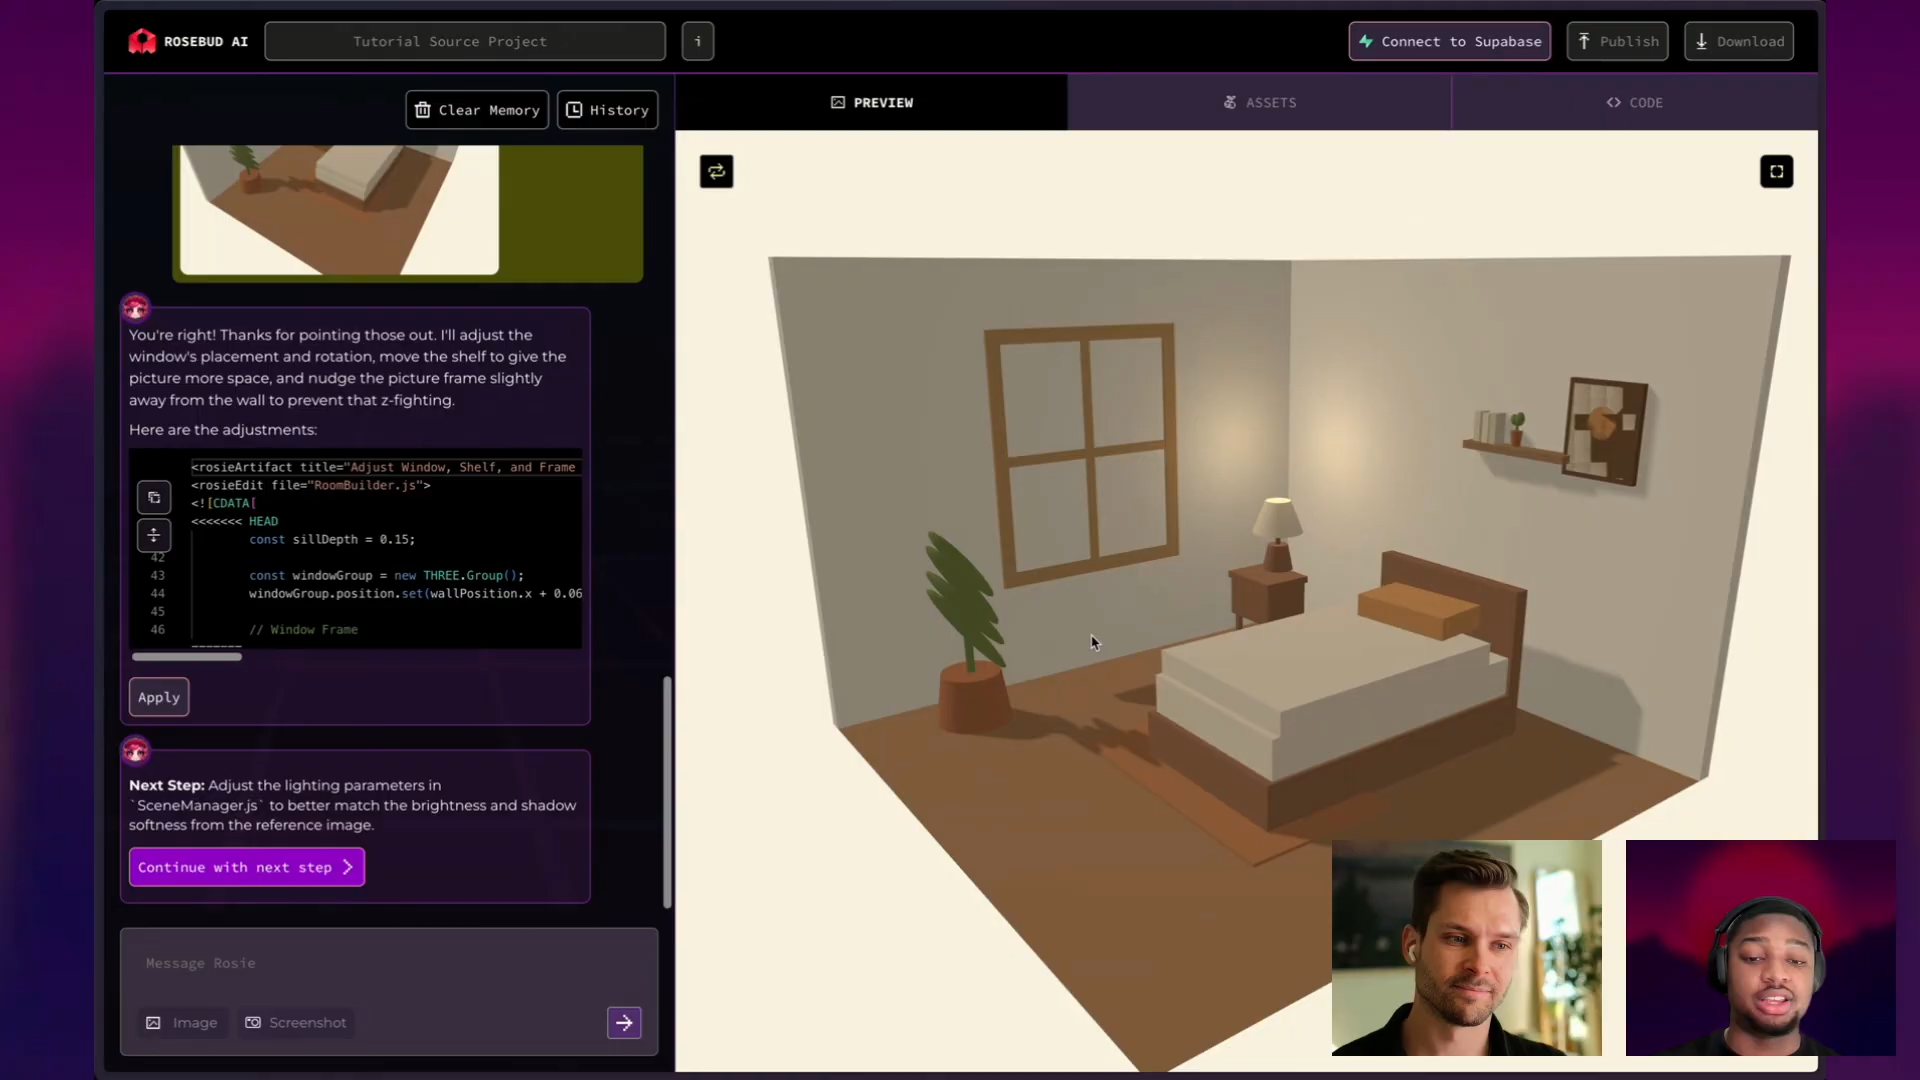 ROSEBUD AI
Tutorial Source Project
i
Connect to Supabase
Publish
Download
Clear Memory
History
PREVIEW
ASSETS
CODE
You're right! Thanks for pointing those out. I'll adjust the
window's placement and rotation, move the shelf to give the
picture more space, and nudge the picture frame slightly
away from the wall to prevent that z-fighting.
Here are the adjustments:
<rosieArtifact title="Adjust Window, Shelf, and Frame
<rosieEdit file="RoomBuilder.js">
<![CDATA[
<<<<<<< HEAD
const sillDepth = 0.15;
42
43 const windowGroup = new THREE.Group();
44 windowGroup.position.set(wallPosition.x + 0.06
45
46 // Window Frame
=======
Apply
Next Step: Adjust the lighting parameters in
`SceneManager.js` to better match the brightness and shadow
softness from the reference image.
Continue with next step
Message Rosie
Image
Screenshot